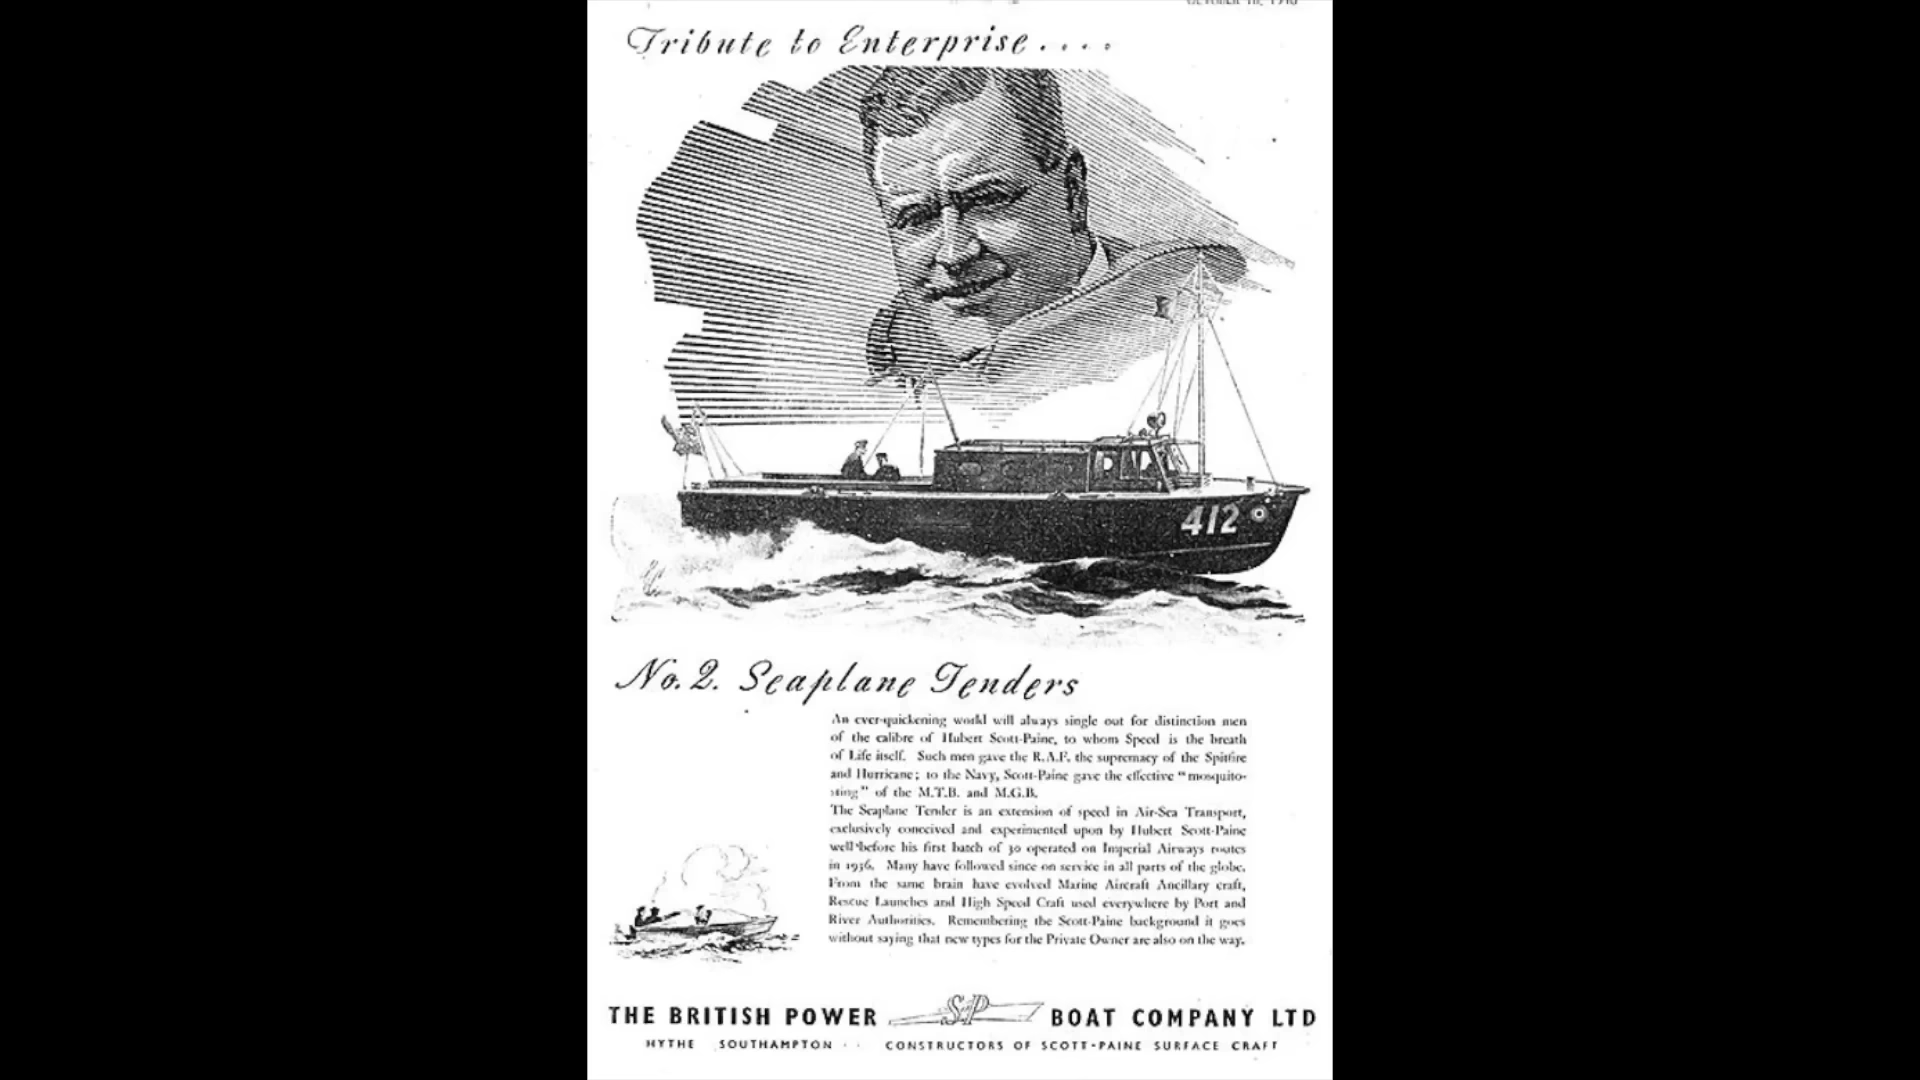 Tribute to Enterprise....
412
No. 2. Seaplane Tenders
An ever-quickening world will always single out for distinction men
of the calibre of Hubert Scott-Paine, to whom Speed is the breath
of Life itself. Such men gave the R.A.F. the supremacy of the Spitfire
and Hurricane; to the Navy, Scott-Paine gave the effective "mosquito-
sting" of the M.T.B. and M.G.B.
The Seaplane Tender is an extension of speed in Air-Sea Transport,
exclusively conceived and experimented upon by Hubert Scott-Paine
well before his first batch of 30 operated on Imperial Airways routes
in 1936. Many have followed since on service in all parts of the globe.
From the same brain have evolved Marine Aircraft Ancillary craft,
Rescue Launches and High Speed Craft used everywhere by Port and
River Authorities. Remembering the Scott-Paine background it goes
without saying that new types for the Private Owner are also on the way.
THE BRITISH POWER SP BOAT COMPANY LTD
HYTHE SOUTHAMPTON · · CONSTRUCTORS OF SCOTT-PAINE SURFACE CRAFT